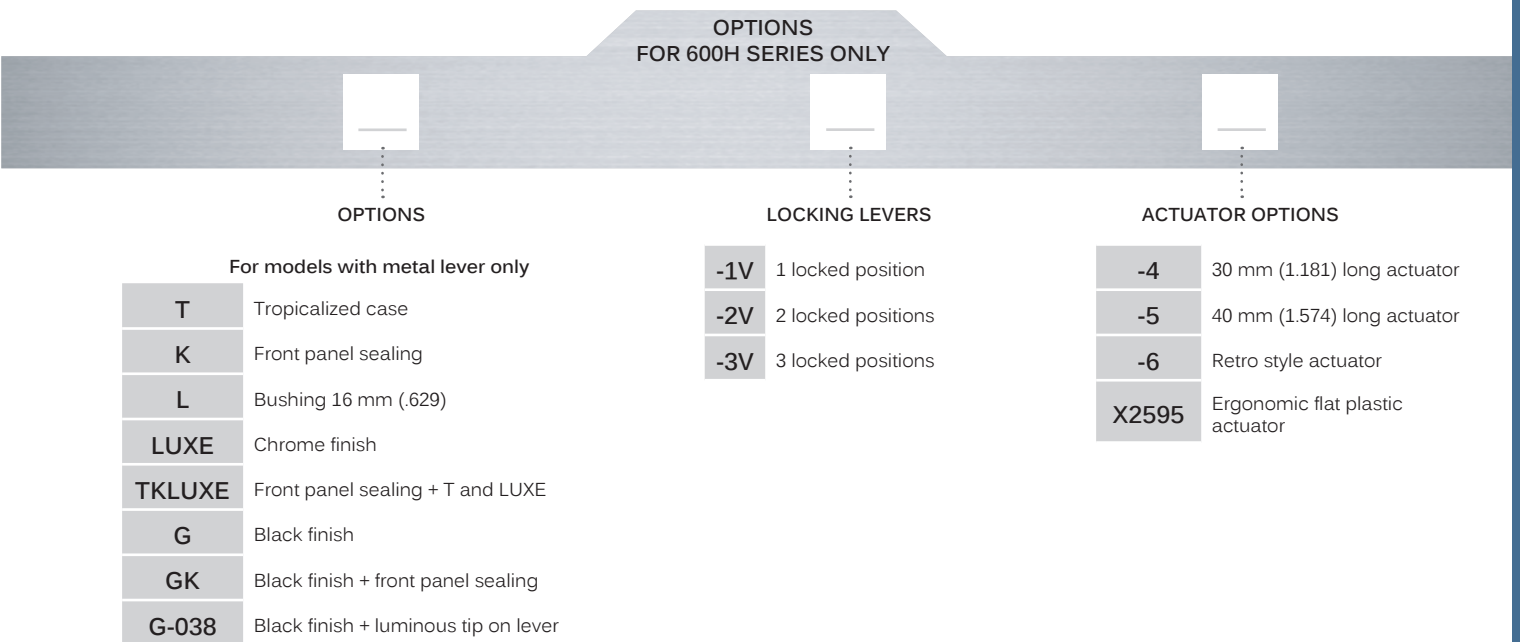 OPTIONS
FOR 600H SERIES ONLY
OPTIONS
For models with metal lever only
T Tropicalized case
K Front panel sealing
L Bushing 16 mm (.629)
LUXE Chrome finish
TKLUXE Front panel sealing + T and LUXE
G Black finish
GK Black finish + front panel sealing
G-038 Black finish + luminous tip on lever
LOCKING LEVERS
-1V 1 locked position
-2V 2 locked positions
-3V 3 locked positions
ACTUATOR OPTIONS
-4 30 mm (1.181) long actuator
-5 40 mm (1.574) long actuator
-6 Retro style actuator
X2595 Ergonomic flat plastic
actuator